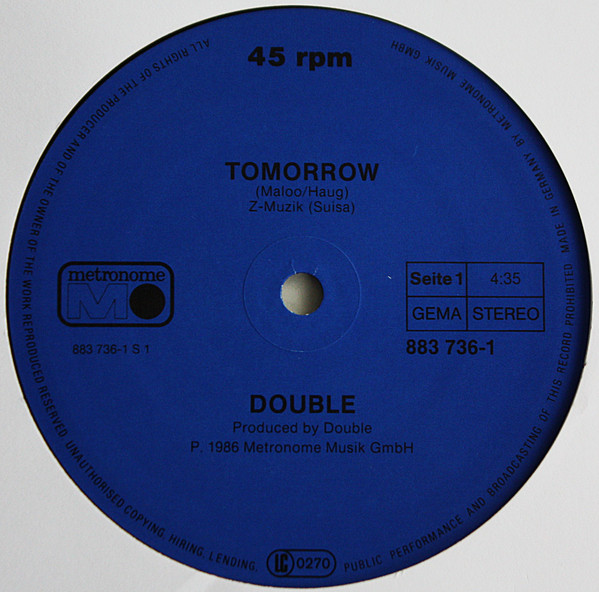 45 rpm
TOMORROW
(Maloo/Haug)
Z-Muzik (Suisa)
metronome
M
883 736-1 S 1
Seite 1
4:35
GEMA
STEREO
883 736-1
DOUBLE
Produced by Double
P. 1986 Metronome Musik GmbH
LC 0270
ALL RIGHTS OF THE PRODUCER AND OF THE OWNER OF THE WORK REPRODUCED RESERVED UNAUTHORISED COPYING. HIRING. LENDING. PUBLIC PERFORMANCE AND BROADCASTING OF THIS RECORD PROHIBITED MADE IN GERMANY BY METRONOME MUSIK GMBH